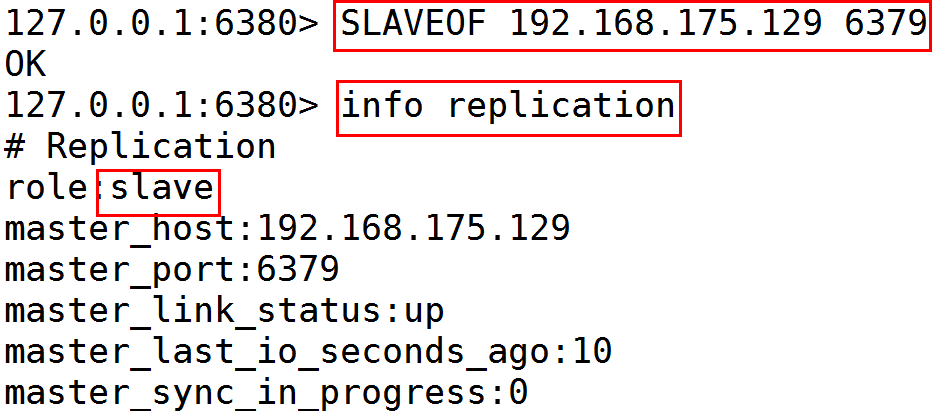 127.0.0.1:6380> SLAVEOF 192.168.175.129 6379
OK
127.0.0.1:6380> info replication
# Replication
role:slave
master_host:192.168.175.129
master_port:6379
master_link_status:up
master_last_io_seconds_ago:10
master_sync_in_progress:0